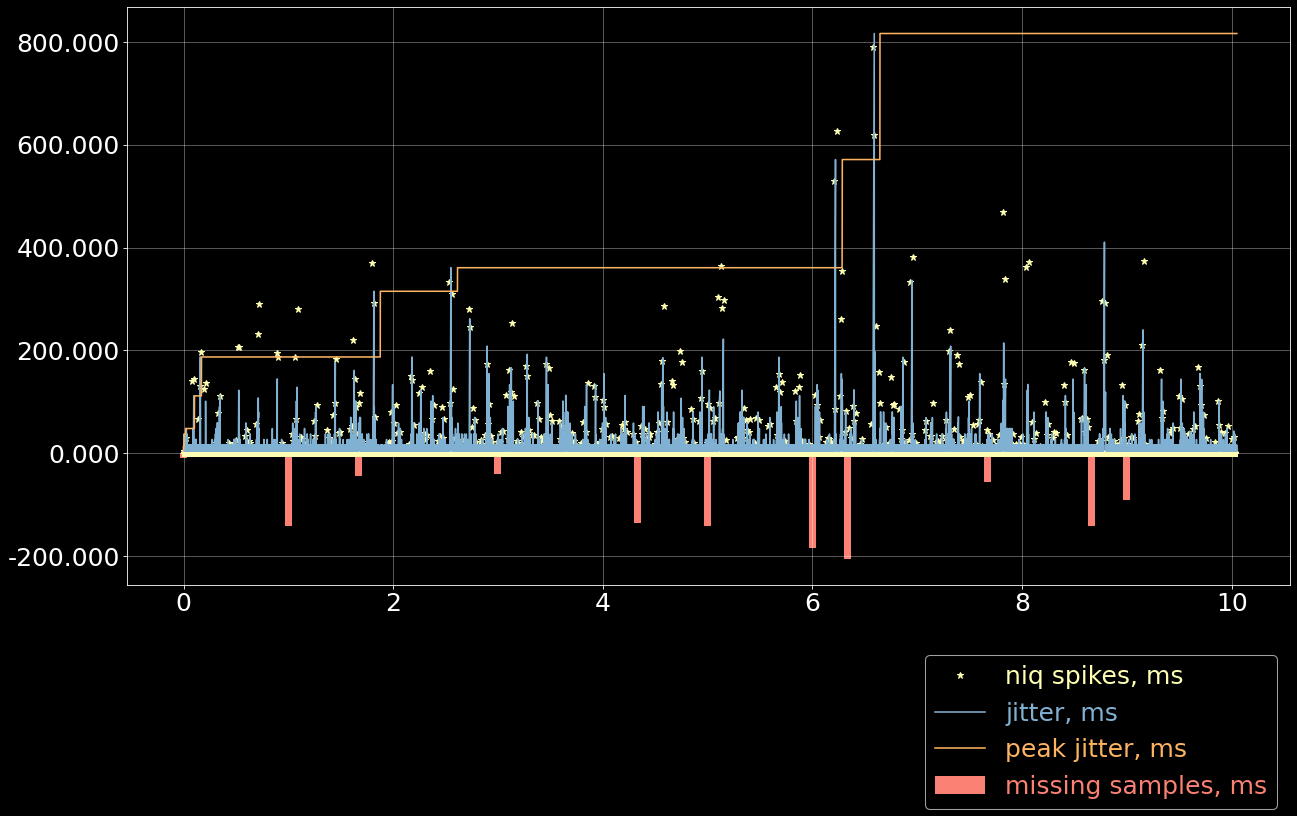 800.000
600.000
400.000
200.000
0.000
-200.000
0 2 4 6 8 10
niq spikes, ms
jitter, ms
peak jitter, ms
missing samples, ms